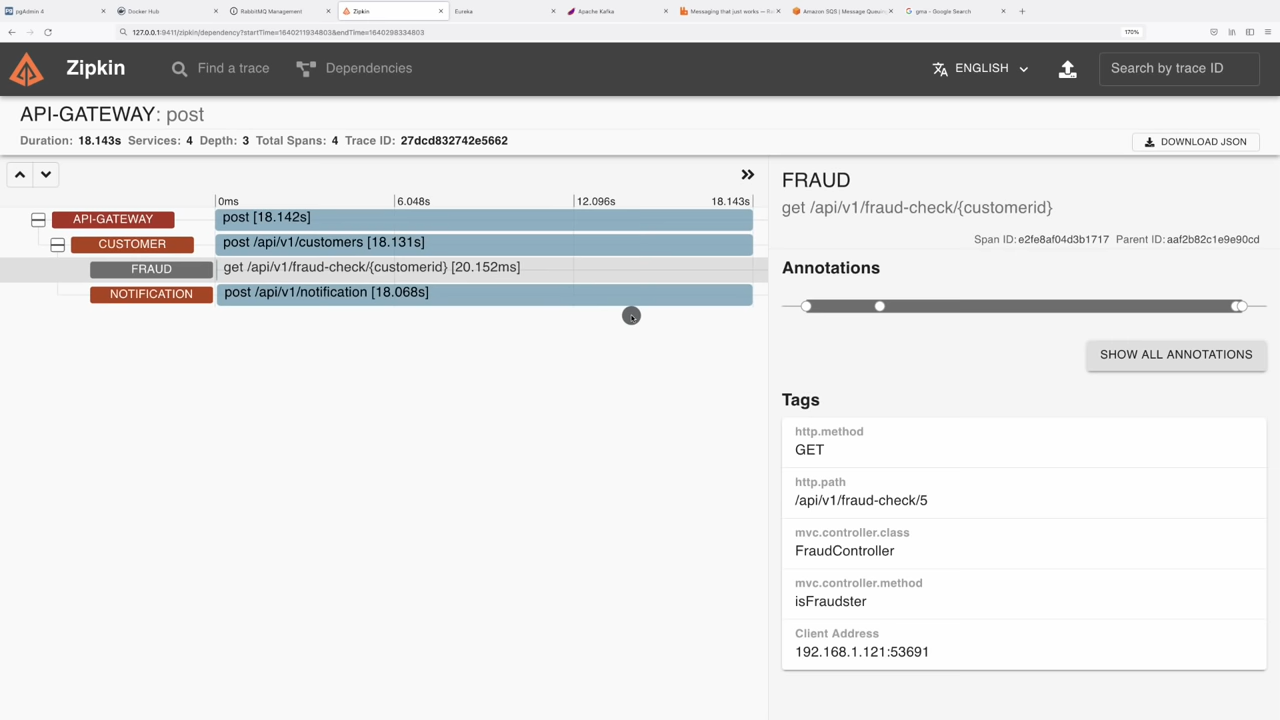 pgAdmin 4
Docker Hub
RabbitMQ Management
Zipkin
Eureka
Apache Kafka
Messaging that just works — Ra
Amazon SQS | Message Queuin
gma - Google Search
127.0.0.1:9411/zipkin/dependency?startTime=1640211934803&endTime=1640298334803
170%
Zipkin
Find a trace
Dependencies
ENGLISH
Search by trace ID
API-GATEWAY: post
Duration: 18.143s Services: 4 Depth: 3 Total Spans: 4 Trace ID: 27dcd832742e5662
DOWNLOAD JSON
0ms 6.048s 12.096s 18.143s
API-GATEWAY post [18.142s]
CUSTOMER post /api/v1/customers [18.131s]
FRAUD get /api/v1/fraud-check/{customerid} [20.152ms]
NOTIFICATION post /api/v1/notification [18.068s]
FRAUD
get /api/v1/fraud-check/{customerid}
Span ID: e2fe8af04d3b1717 Parent ID: aaf2b82c1e9e90cd
Annotations
SHOW ALL ANNOTATIONS
Tags
http.method
GET
http.path
/api/v1/fraud-check/5
mvc.controller.class
FraudController
mvc.controller.method
isFraudster
Client Address
192.168.1.121:53691